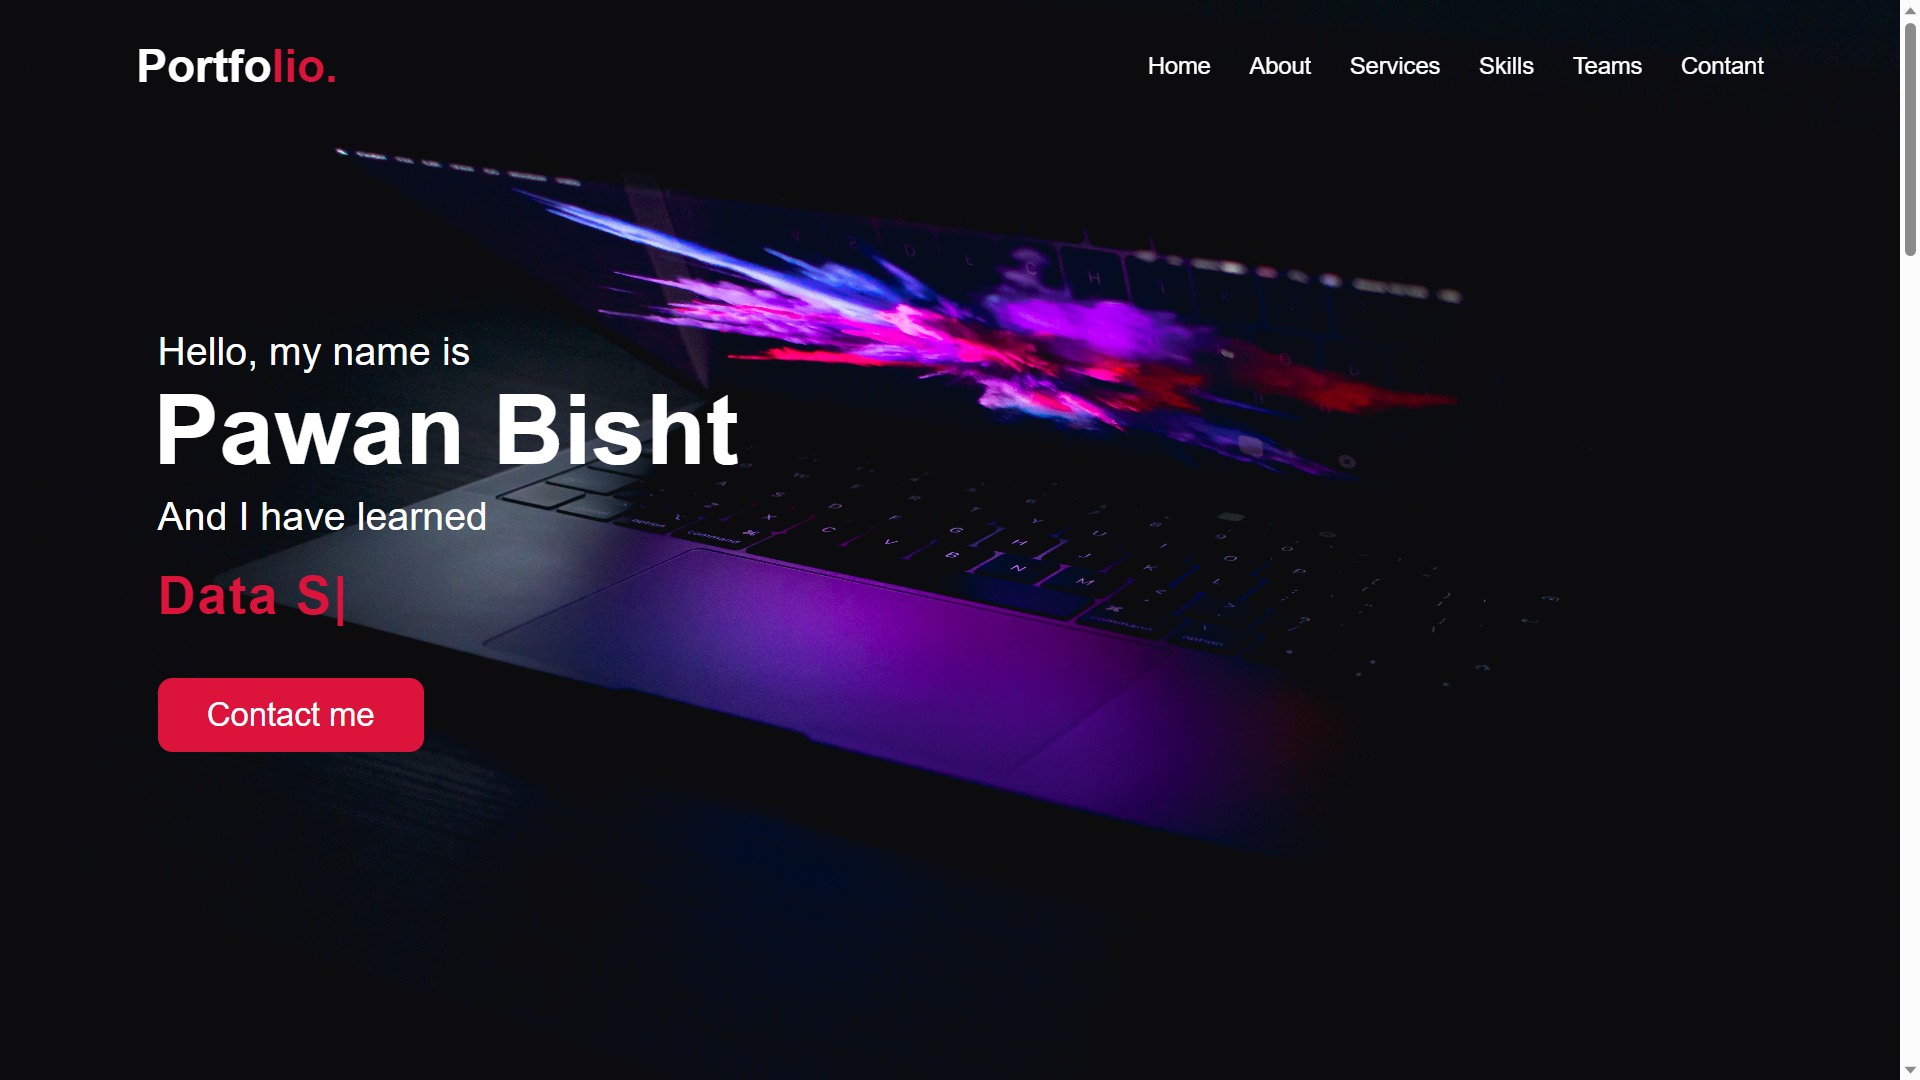 Portfolio.
Home About Services Skills Teams Contant
Hello, my name is
Pawan Bisht
And I have learned
Data S|
Contact me